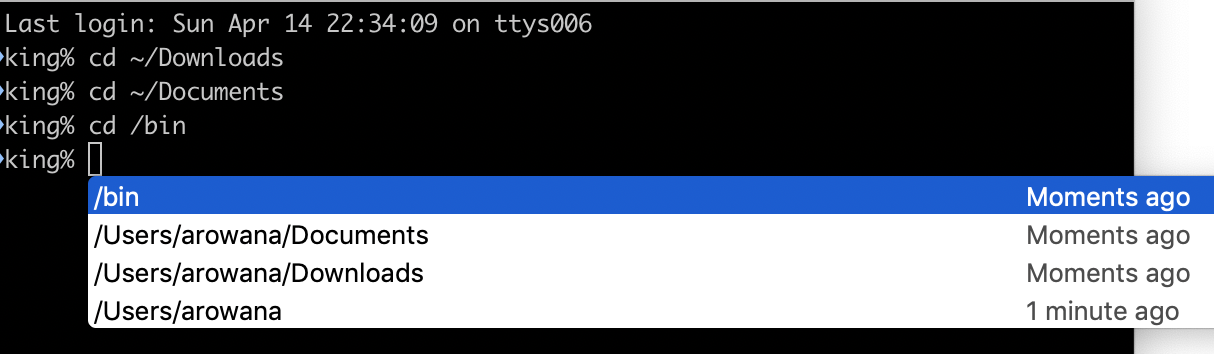 Last login: Sun Apr 14 22:34:09 on ttys006
king% cd ~/Downloads
king% cd ~/Documents
king% cd /bin
king%
/bin Moments ago
/Users/arowana/Documents Moments ago
/Users/arowana/Downloads Moments ago
/Users/arowana 1 minute ago